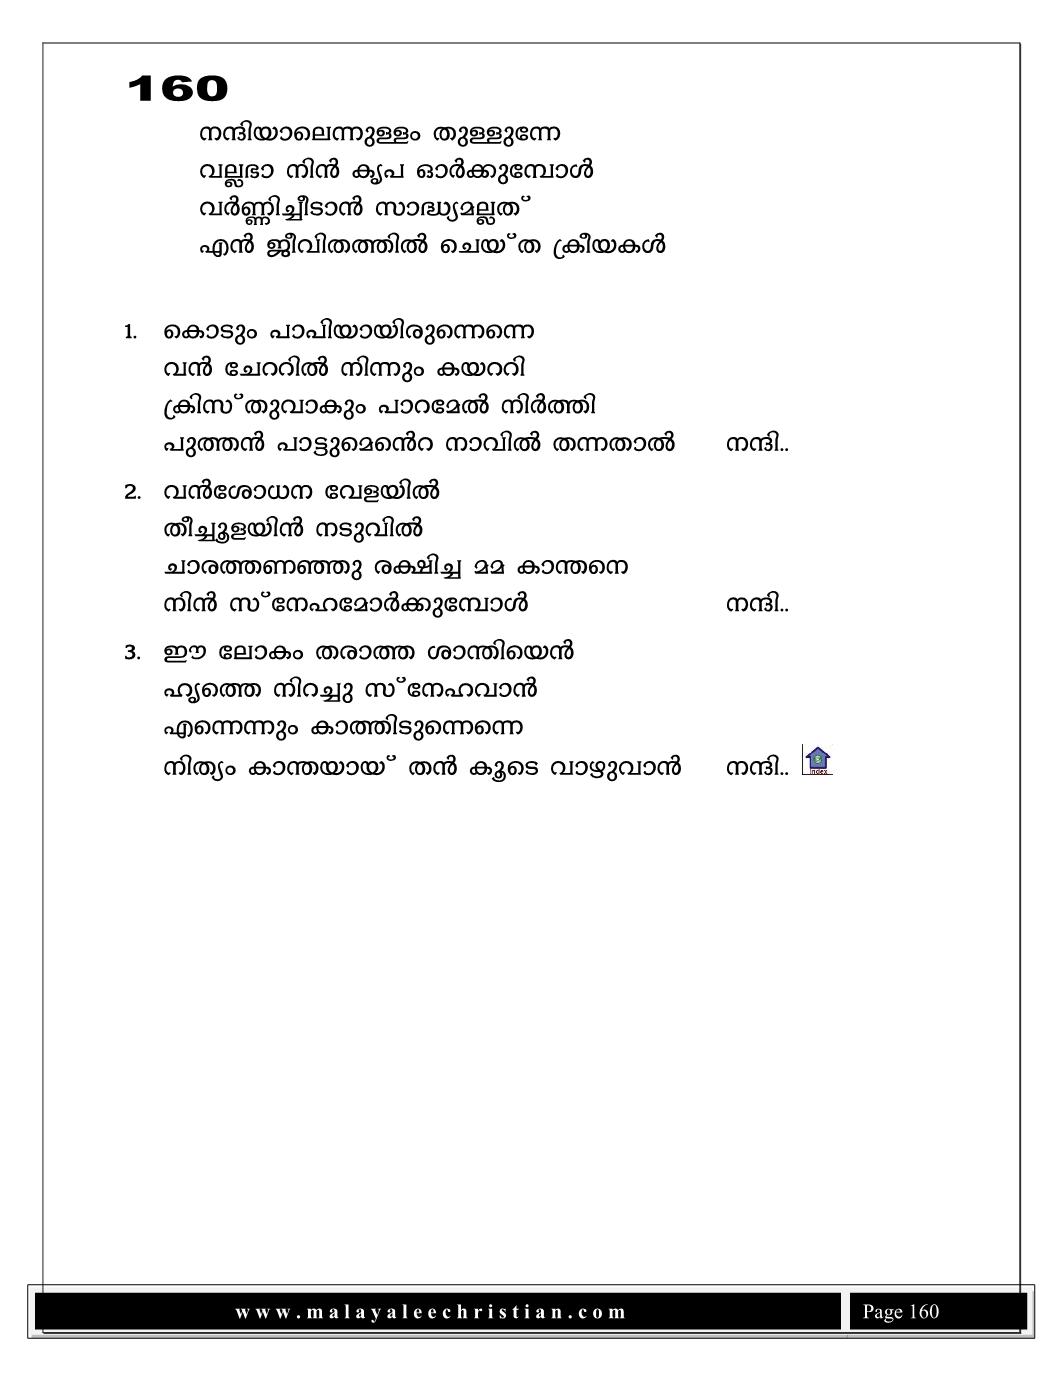 160
നന്ദിയാലെന്നുള്ളം തുള്ളുന്നേ
വല്ലഭാ നിൻ കൃപ ഓർക്കുമ്പോൾ
വർണ്ണിച്ചീടാൻ സാദ്ധ്യമല്ലത്
എൻ ജീവിതത്തിൽ ചെയ്ത ക്രീയകൾ
1. കൊടും പാപിയായിരുന്നെന്നെ
വൻ ചേററിൽ നിന്നും കയററി
ക്രിസ്തുവാകും പാറമേൽ നിർത്തി
പുത്തൻ പാട്ടുമെൻെറ നാവിൽ തന്നതാൽ നന്ദി..
2. വൻശോധന വേളയിൽ
തീച്ചൂളയിൻ നടുവിൽ
ചാരത്തണഞ്ഞു രക്ഷിച്ച മമ കാന്തനെ
നിൻ സ്നേഹമോർക്കുമ്പോൾ നന്ദി..
3. ഈ ലോകം തരാത്ത ശാന്തിയെൻ
ഹൃത്തെ നിറച്ചു സ്നേഹവാൻ
എന്നെന്നും കാത്തിടുന്നെന്നെ
നിത്യം കാന്തയായ് തൻ കൂടെ വാഴുവാൻ നന്ദി.. Index
www.malayaleechristian.com Page 160